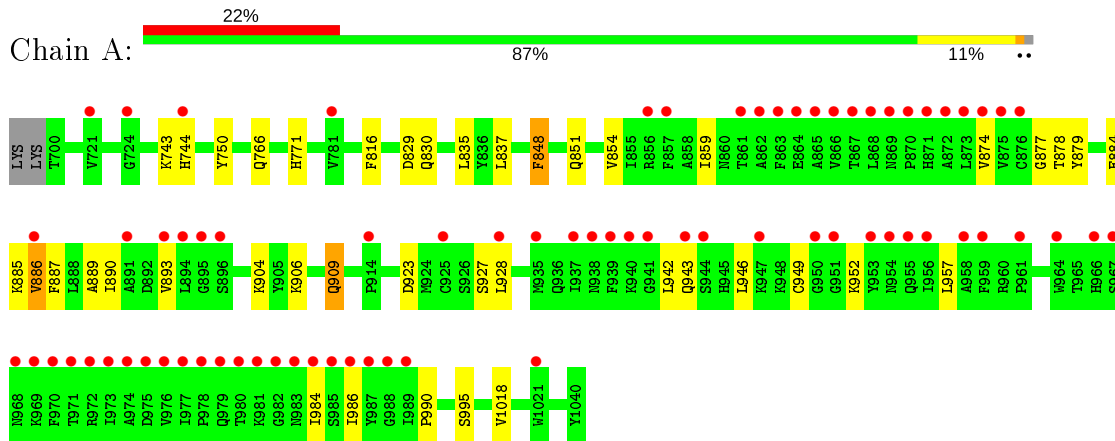 22%
Chain A:
87% 11% ••
LYS LYS T700 V721 G724 K743 H744 Y750 Q766 H771 V781 F816 D829 Q830 L835 Y836 L837 F848 Q851 V854 I855 R856 F857 A858 I859 N860 T861 A862 F863 E864 A865 V866 T867 L868 N869 P870 H871 A872 L873 V874 V875 C876 G877 T878 Y879
K885 V886 F887 L888 A889 I890 A891 D892 V893 L894 G895 S896 K904 Y905 K906 Q909 P914 D923 M924 C925 S926 S927 L928 M935 Q936 I937 N938 F939 K940 G941 L942 Q943 S944 H945 L946 K947 K948 C949 G950 G951 K952 Y953 N954 Q955 I956 L957 A958 F959 R960 P961 W964 T965 H966 S967
N968 K969 F970 T971 R972 I973 A974 D975 V976 I977 P978 Q979 T980 K981 G982 N983 I984 S985 I986 Y987 G988 I989 P990 S995 V1018 W1021 Y1040